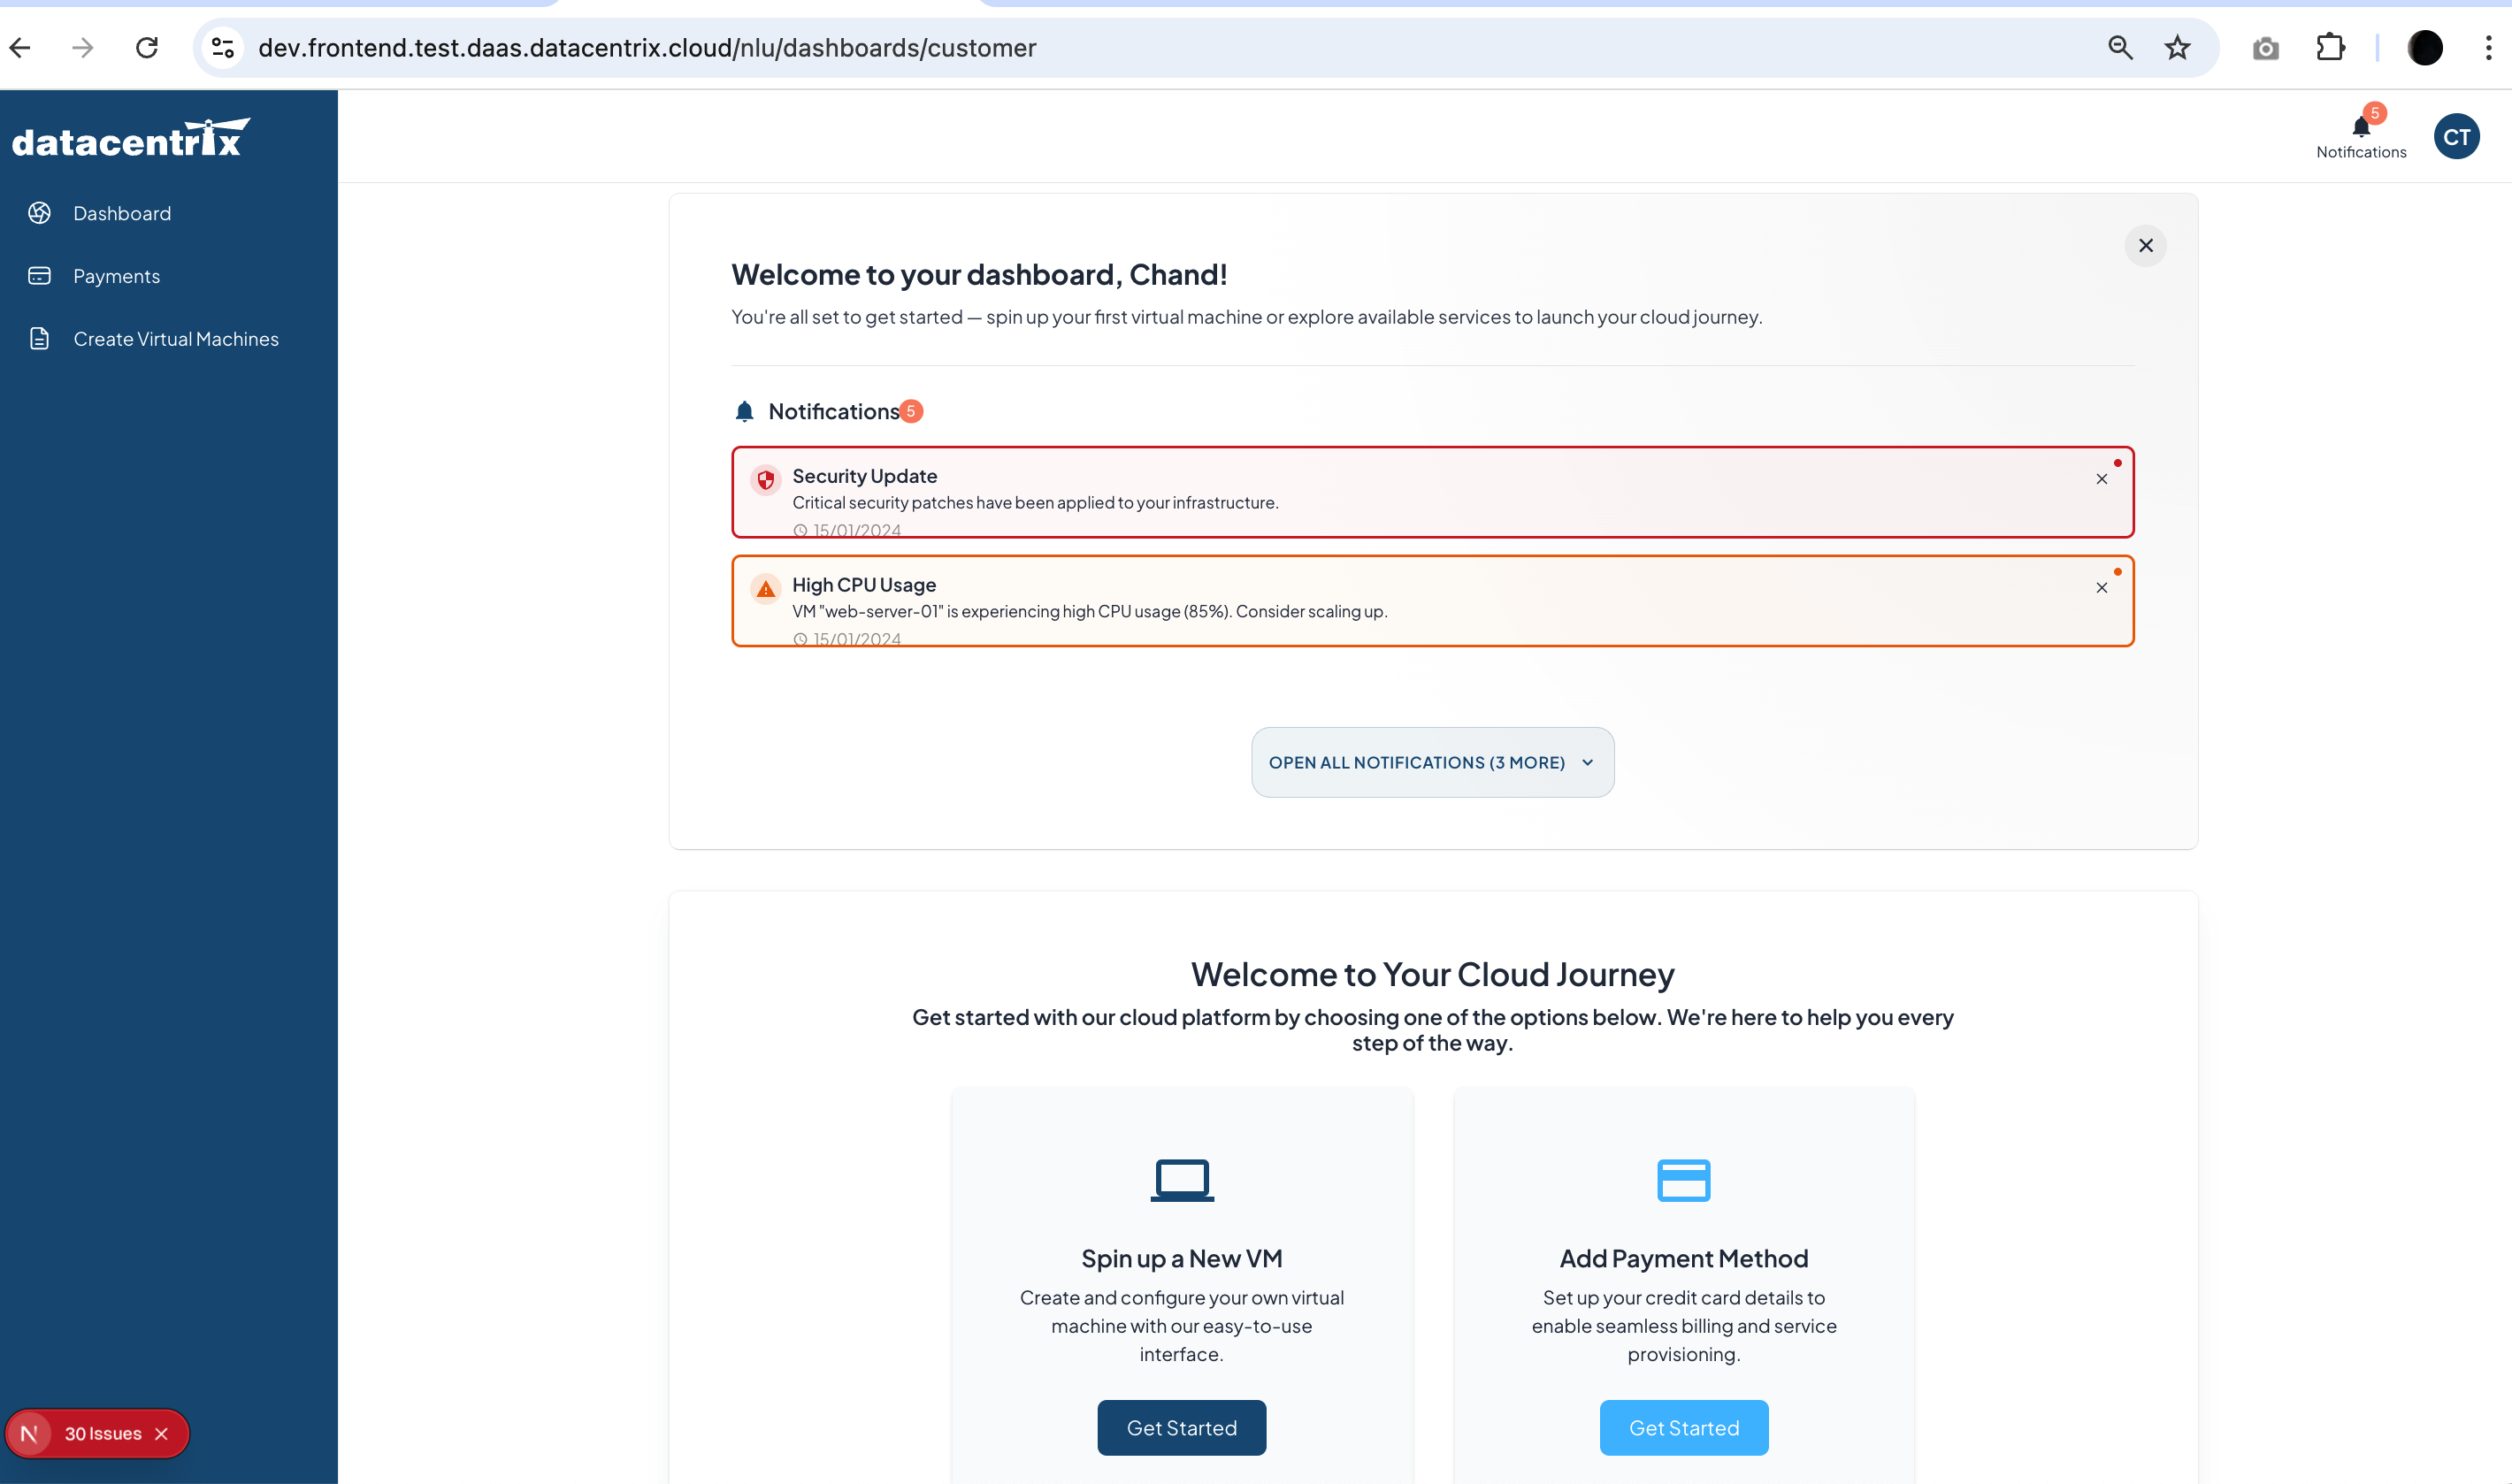 dev.frontend.test.daas.datacentrix.cloud/nlu/dashboards/customer
datacentrix
5
Notifications
CT
Dashboard
Payments
Create Virtual Machines
Welcome to your dashboard, Chand!
You're all set to get started — spin up your first virtual machine or explore available services to launch your cloud journey.
Notifications 5
Security Update
Critical security patches have been applied to your infrastructure.
15/01/2024
High CPU Usage
VM "web-server-01" is experiencing high CPU usage (85%). Consider scaling up.
15/01/2024
OPEN ALL NOTIFICATIONS (3 MORE)
Welcome to Your Cloud Journey
Get started with our cloud platform by choosing one of the options below. We're here to help you every
step of the way.
Spin up a New VM
Create and configure your own virtual
machine with our easy-to-use
interface.
Get Started
Add Payment Method
Set up your credit card details to
enable seamless billing and service
provisioning.
Get Started
N 30 Issues